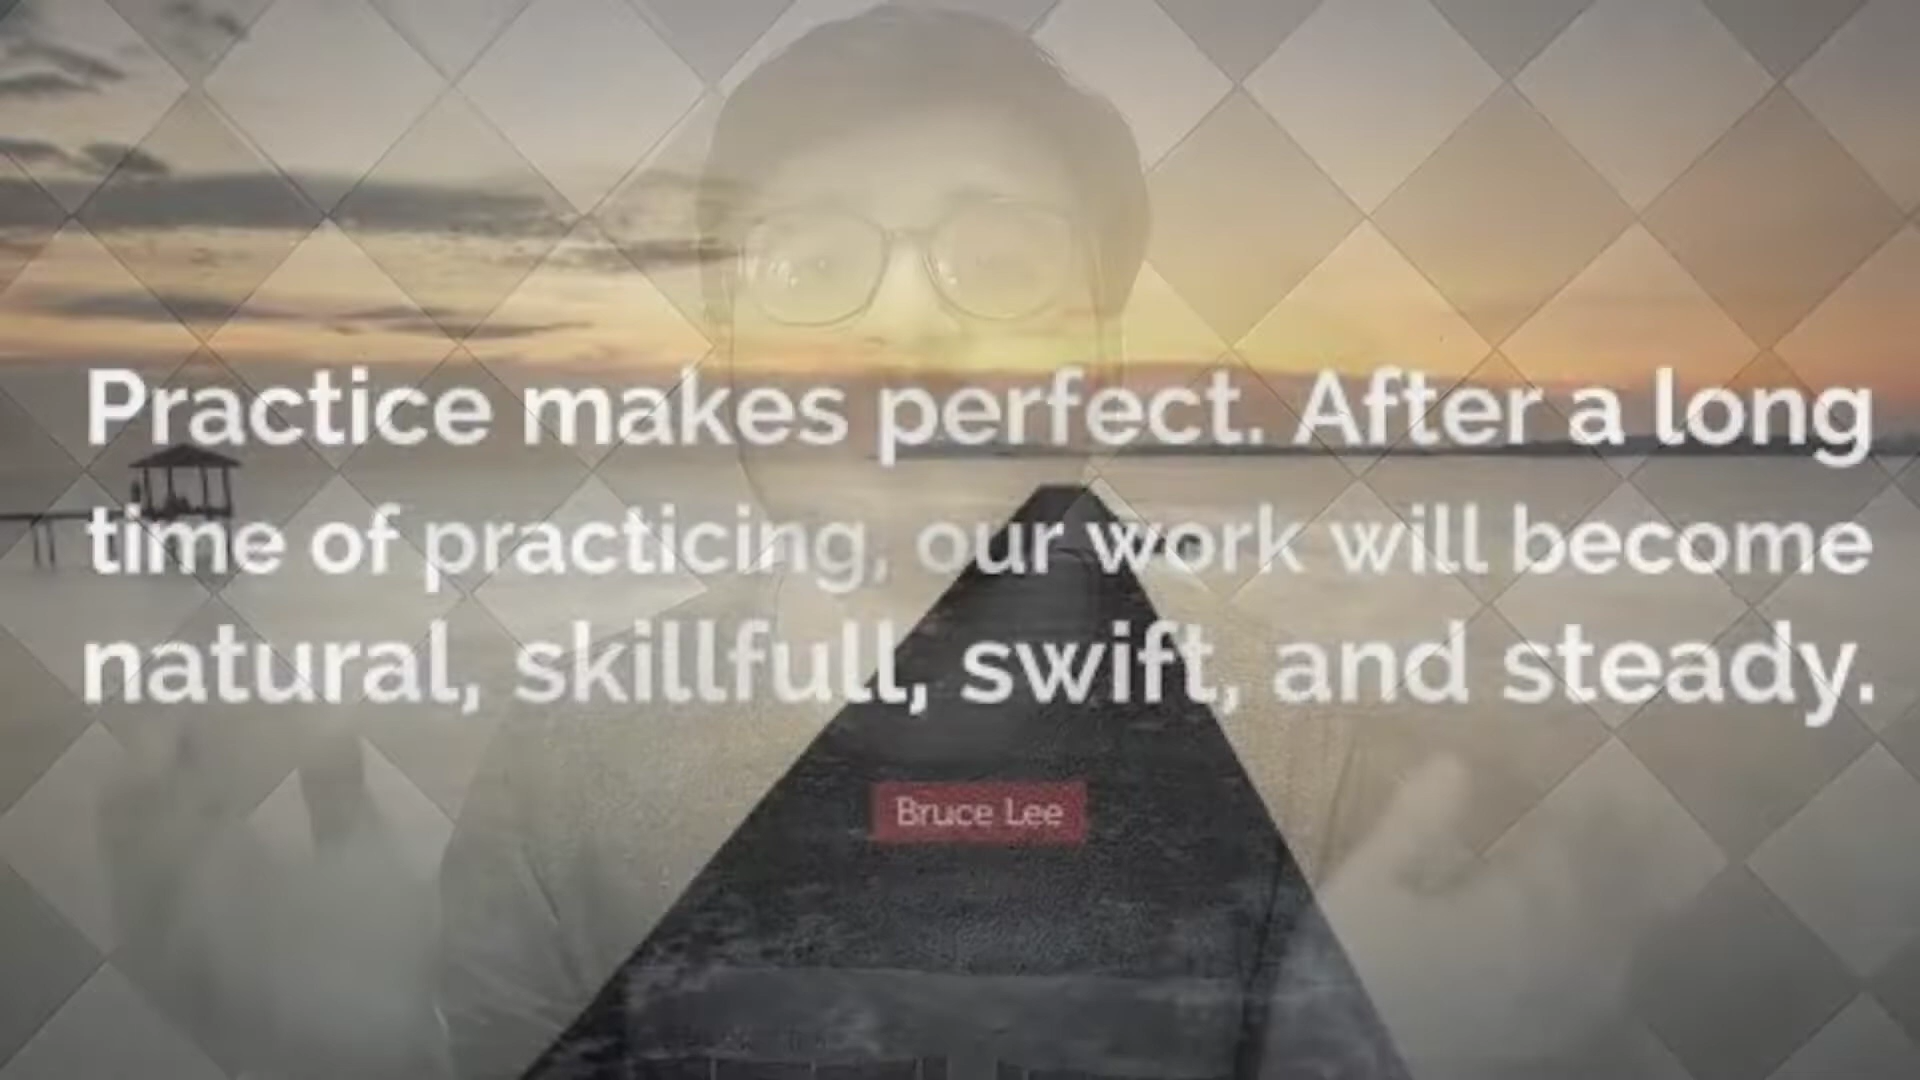 Practice makes perfect. After a long
time of practicing, our work will become
natural, skillfull, swift, and steady.
Bruce Lee